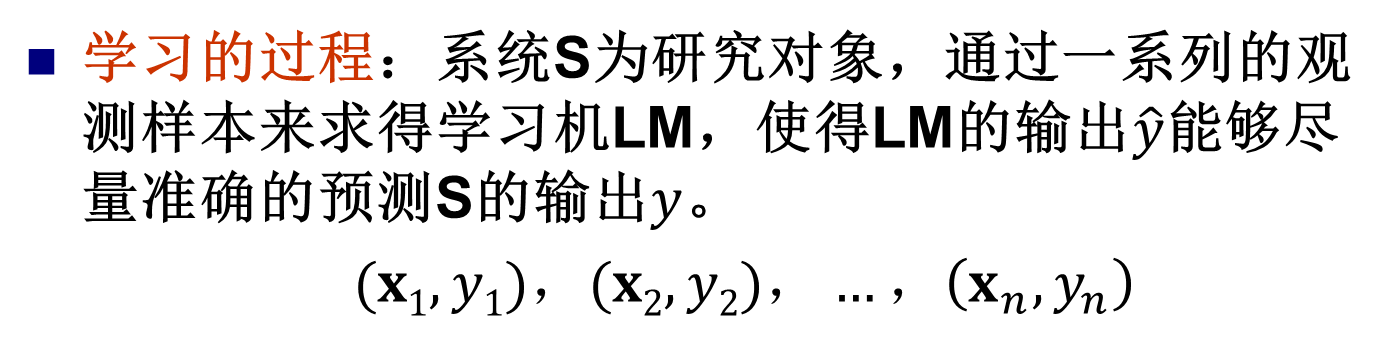 ■ 学习的过程：系统S为研究对象，通过一系列的观
测样本来求得学习机LM，使得LM的输出ŷ能够尽
量准确的预测S的输出y。
(x₁, y₁)，(x₂, y₂)， …，(xₙ, yₙ)